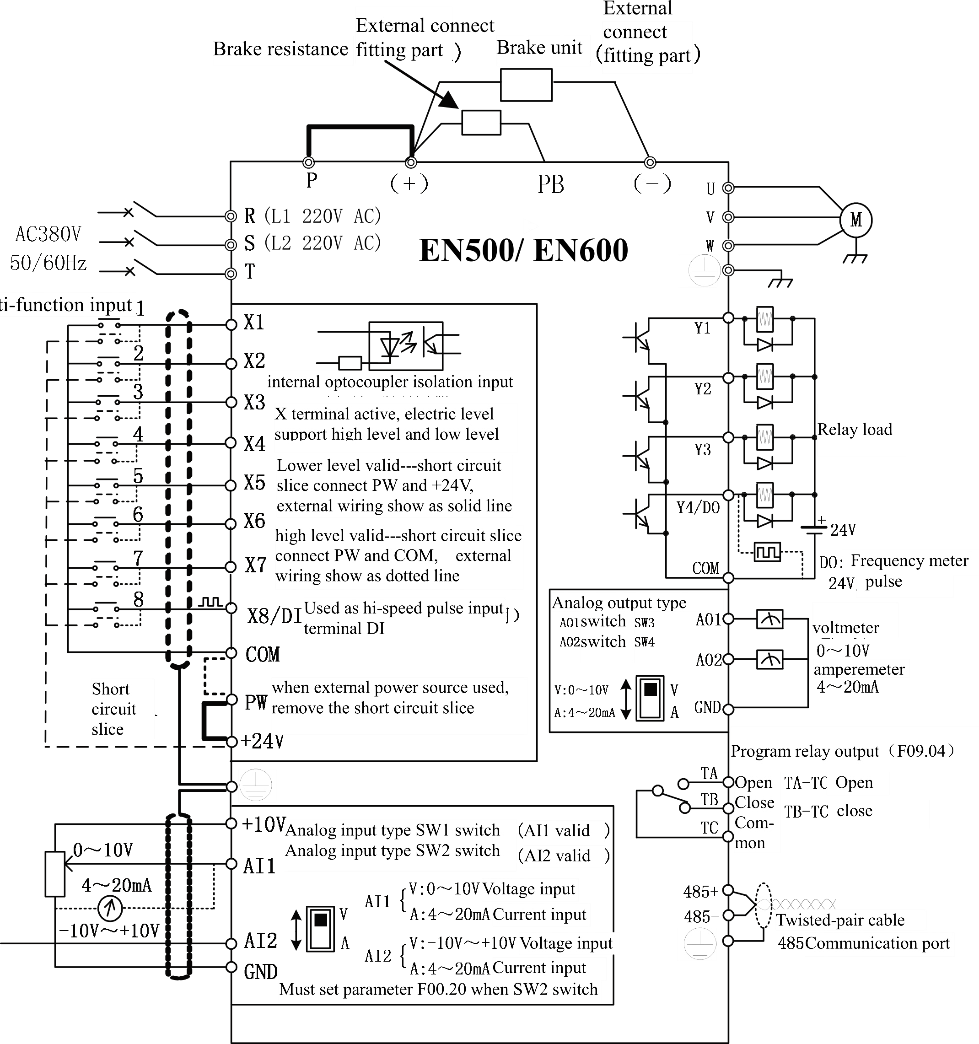 External connect
fitting part )
Brake resistance
Brake unit
External
connect
(fitting part)
P
(+)
PB
(-)
R (L1 220V AC)
S (L2 220V AC)
T
AC380V
50/60Hz
EN500/ EN600
U
V
W
M
ti-function input
1
2
3
4
5
6
7
8
X1
X2
X3
X4
X5
X6
X7
X8/DI
COM
PW
+24V
internal optocoupler isolation input
X terminal active, electric level
support high level and low level
Lower level valid---short circuit
slice connect PW and +24V,
external wiring show as solid line
high level valid---short circuit slice
connect PW and COM, external
wiring show as dotted line
Used as hi-speed pulse input
terminal DI
)
when external power source used,
remove the short circuit slice
Short
circuit
slice
Y1
Y2
Y3
Y4/DO
COM
Relay load
+
24V
DO: Frequency meter
24V pulse
Analog output type
AO1switch SW3
AO2switch SW4
V:0~10V
A:4~20mA
V
A
AO1
AO2
GND
voltmeter
0~10V
amperemeter
4~20mA
Program relay output (F09.04)
TA
TB
TC
Open TA-TC Open
Close
TB-TC close
Com-
mon
+10V
AI1
AI2
GND
0~10V
4~20mA
-10V~+10V
Analog input type SW1 switch (AI1 valid )
Analog input type SW2 switch (AI2 valid )
V
A
AI1
V:0~10V Voltage input
A:4~20mA Current input
AI2
V:-10V~+10V Voltage input
A:4~20mA Current input
Must set parameter F00.20 when SW2 switch
485+
485-
Twisted-pair cable
485Communication port